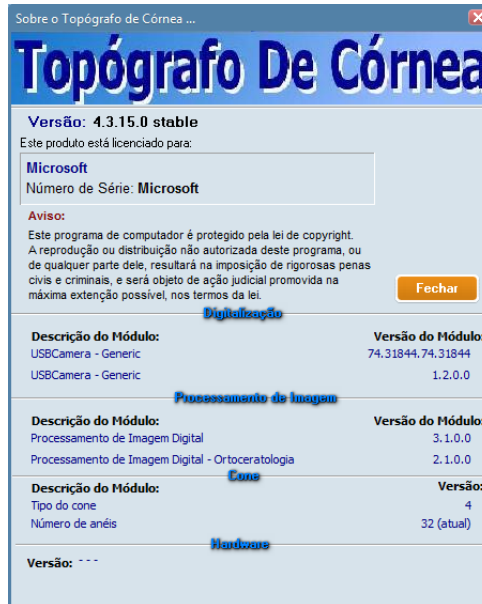 Sobre o Topógrafo de Córnea ...
Topógrafo De Córnea
Versão: 4.3.15.0 stable
Este produto está licenciado para:
Microsoft
Número de Série: Microsoft
Aviso:
Este programa de computador é protegido pela lei de copyright.
A reprodução ou distribuição não autorizada deste programa, ou
de qualquer parte dele, resultará na imposição de rigorosas penas
civis e criminais, e será objeto de ação judicial promovida na
máxima extenção possível, nos termos da lei.
Fechar
Digitalização
Descrição do Módulo: Versão do Módulo:
USBCamera - Generic 74.31844.74.31844
USBCamera - Generic 1.2.0.0
Processamento de Imagem
Descrição do Módulo: Versão do Módulo:
Processamento de Imagem Digital 3.1.0.0
Processamento de Imagem Digital - Ortoceratologia 2.1.0.0
Cone
Descrição do Módulo: Versão:
Tipo do cone 4
Número de anéis 32 (atual)
Hardware
Versão: - - -